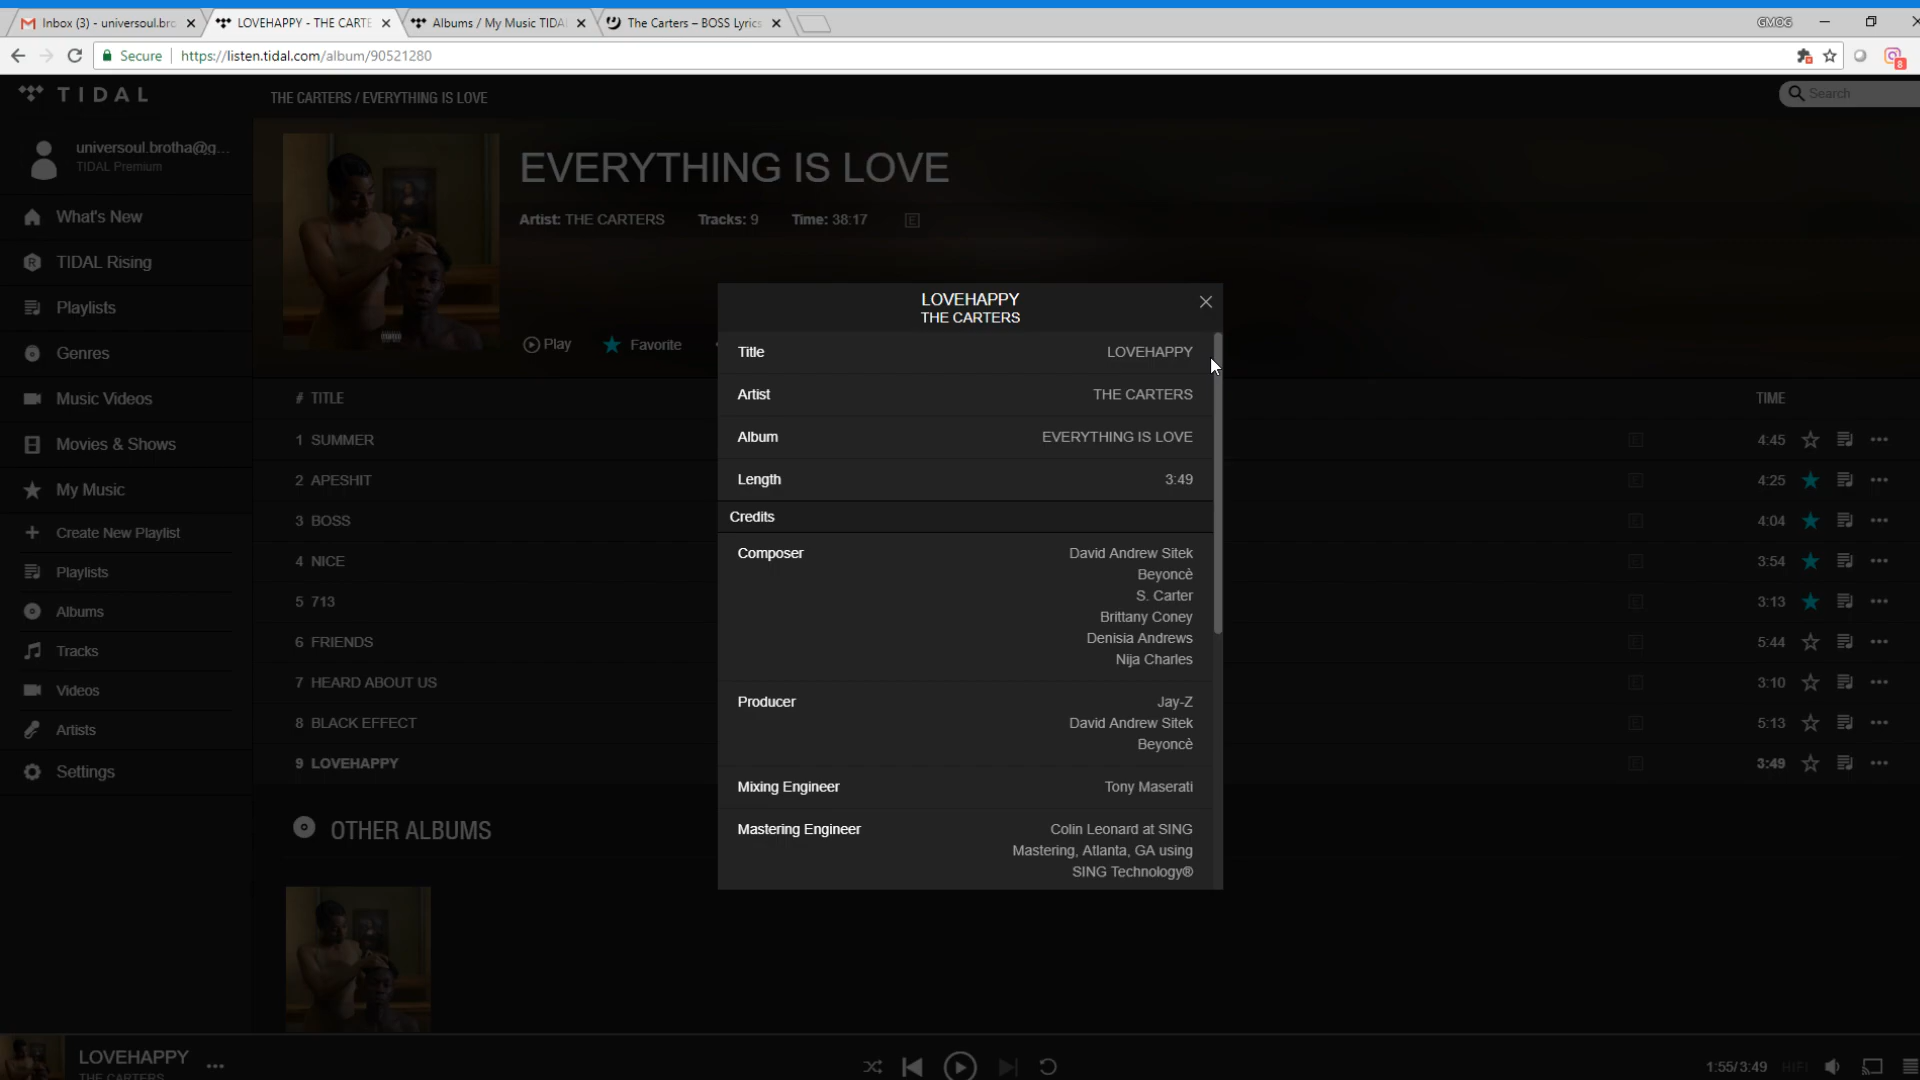 Inbox (3) - universoul.bro
LOVEHAPPY - THE CARTE
Albums / My Music TIDA
The Carters – BOSS Lyrics
GMOG
Secure
https://listen.tidal.com/album/90521280
8
TIDAL
THE CARTERS / EVERYTHING IS LOVE
Search
universoul.brotha@g...
TIDAL Premium
What's New
TIDAL Rising
Playlists
Genres
Music Videos
Movies & Shows
My Music
Create New Playlist
Playlists
Albums
Tracks
Videos
Artists
Settings
EVERYTHING IS LOVE
Artist: THE CARTERS Tracks: 9 Time: 38:17 E
Play
Favorite
# TITLE TIME
1 SUMMER E 4:45
2 APESHIT E 4:25
3 BOSS E 4:04
4 NICE E 3:54
5 713 E 3:13
6 FRIENDS E 5:44
7 HEARD ABOUT US E 3:10
8 BLACK EFFECT E 5:13
9 LOVEHAPPY E 3:49
OTHER ALBUMS
LOVEHAPPY
THE CARTERS
Title LOVEHAPPY
Artist THE CARTERS
Album EVERYTHING IS LOVE
Length 3:49
Credits
Composer David Andrew Sitek
Beyoncè
S. Carter
Brittany Coney
Denisia Andrews
Nija Charles
Producer Jay-Z
David Andrew Sitek
Beyoncè
Mixing Engineer Tony Maserati
Mastering Engineer Colin Leonard at SING
Mastering, Atlanta, GA using
SING Technology®
LOVEHAPPY
THE CARTERS
1:55/3:49 HIFI